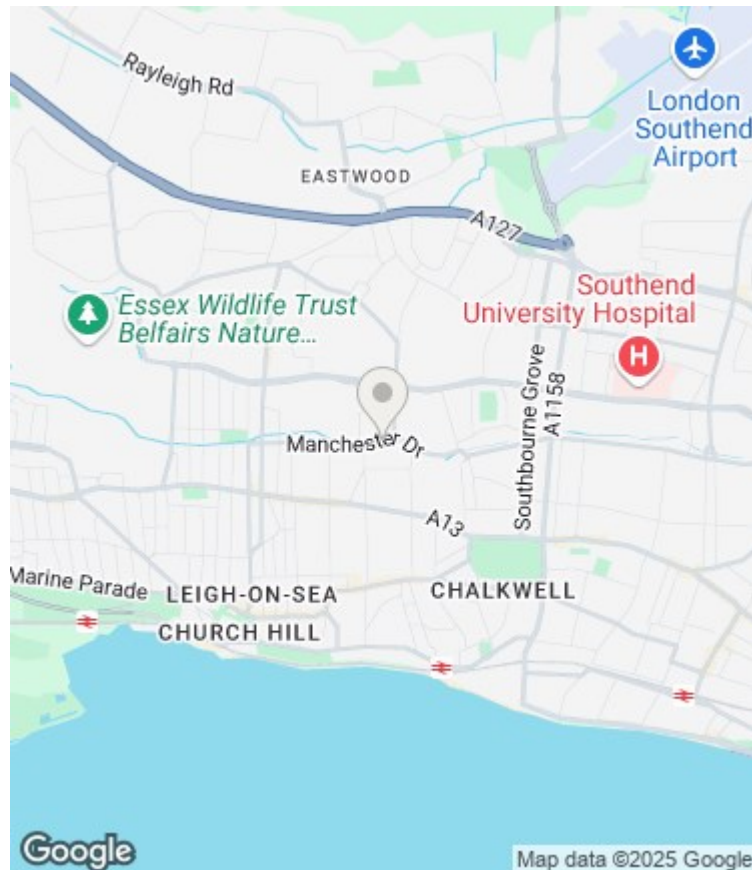 Rayleigh Rd
London
Southend
Airport
EASTWOOD
A127
Southend
University Hospital
H
Essex Wildlife Trust
Belfairs Nature...
Southbourne Grove
A1158
Manchester Dr
A13
Marine Parade
LEIGH-ON-SEA
CHALKWELL
CHURCH HILL
Google
Map data ©2025 Google